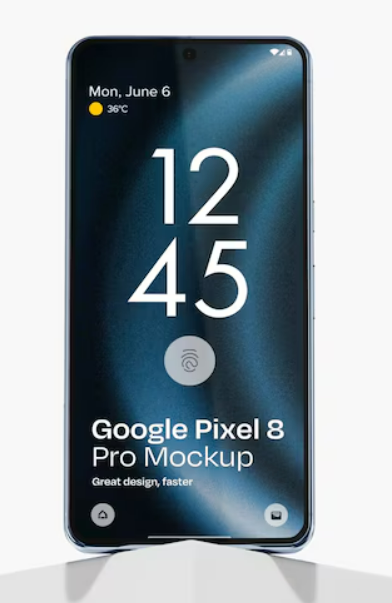 Mon, June 6
36°C
12
45
Google Pixel 8
Pro Mockup
Great design, faster